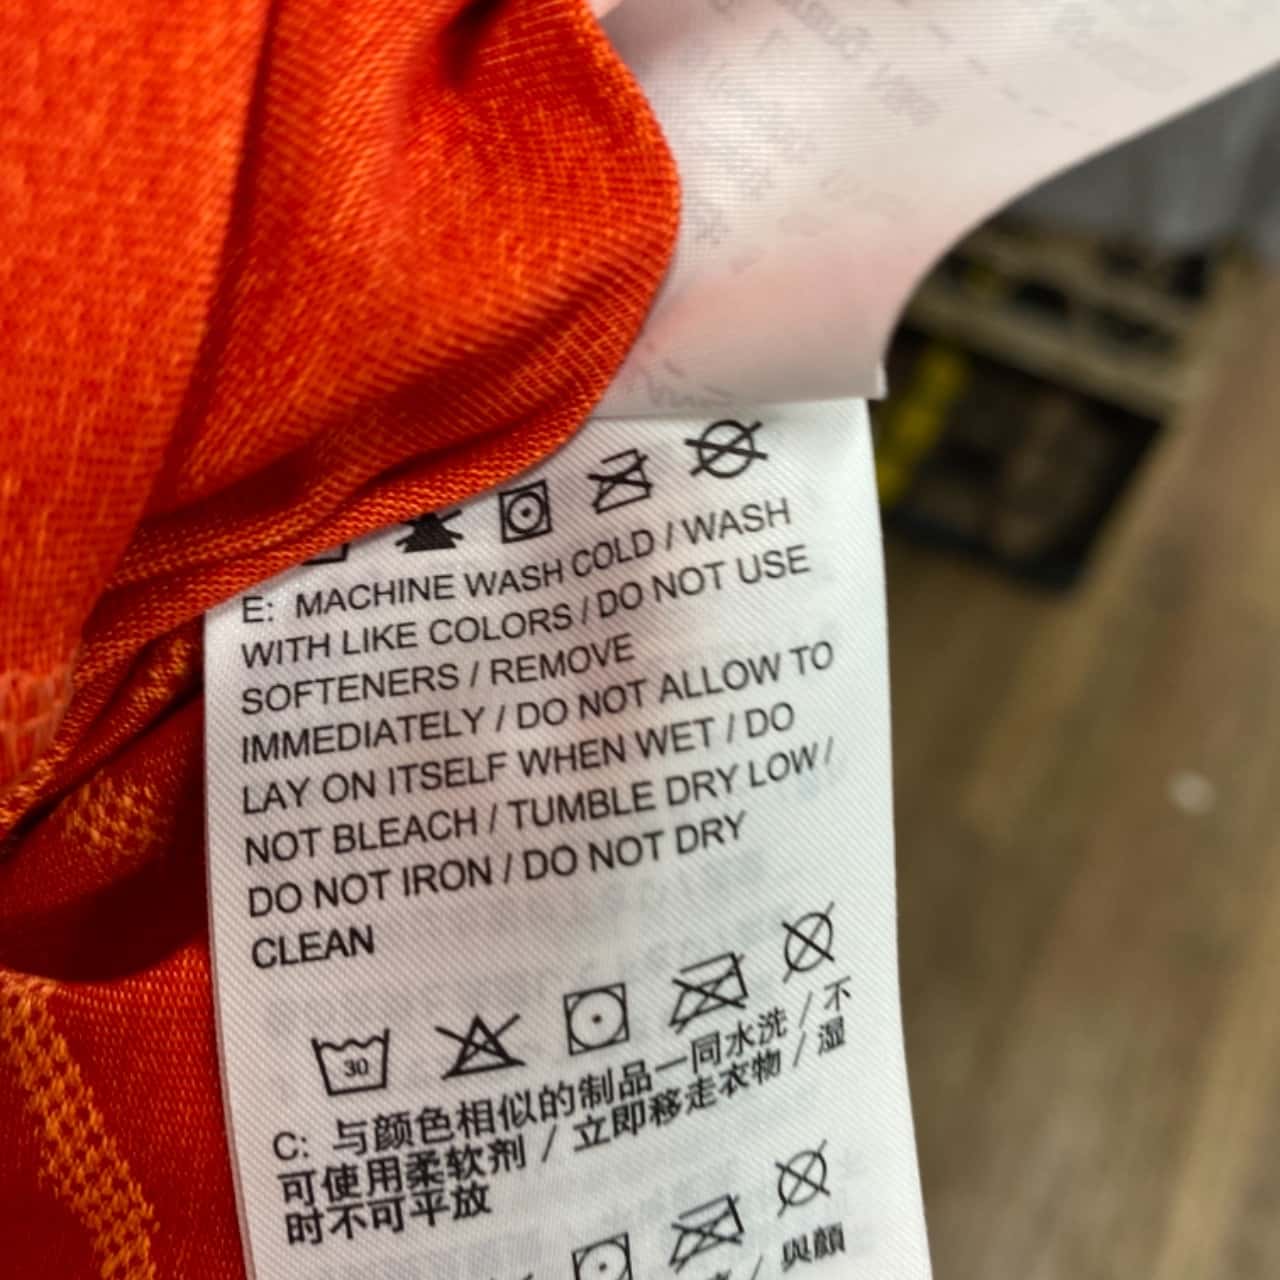 E: MACHINE WASH COLD / WASH
WITH LIKE COLORS / DO NOT USE
SOFTENERS / REMOVE
IMMEDIATELY / DO NOT ALLOW TO
LAY ON ITSELF WHEN WET / DO
NOT BLEACH / TUMBLE DRY LOW /
DO NOT IRON / DO NOT DRY
CLEAN
30
C: 与颜色相似的制品一同水洗 / 不
可使用柔软剂 / 立即移走衣物 / 湿
时不可平放
/ 與顏